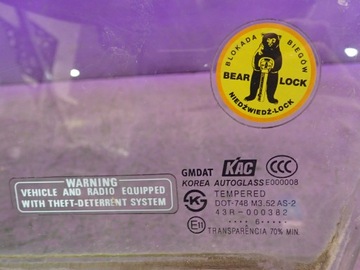 BLOKADA BIEGÓW
BEAR LOCK
NIEDŹWIEDŹ-LOCK
WARNING
VEHICLE AND RADIO EQUIPPED
WITH THEFT-DETERRENT SYSTEM
GMDAT KAC CCC
KOREA AUTOGLASS E000008
TEMPERED
DOT-748 M3.52 AS-2
43R-000382
.... 6 .....
E11 TRANSPARÊNCIA 70% MIN.